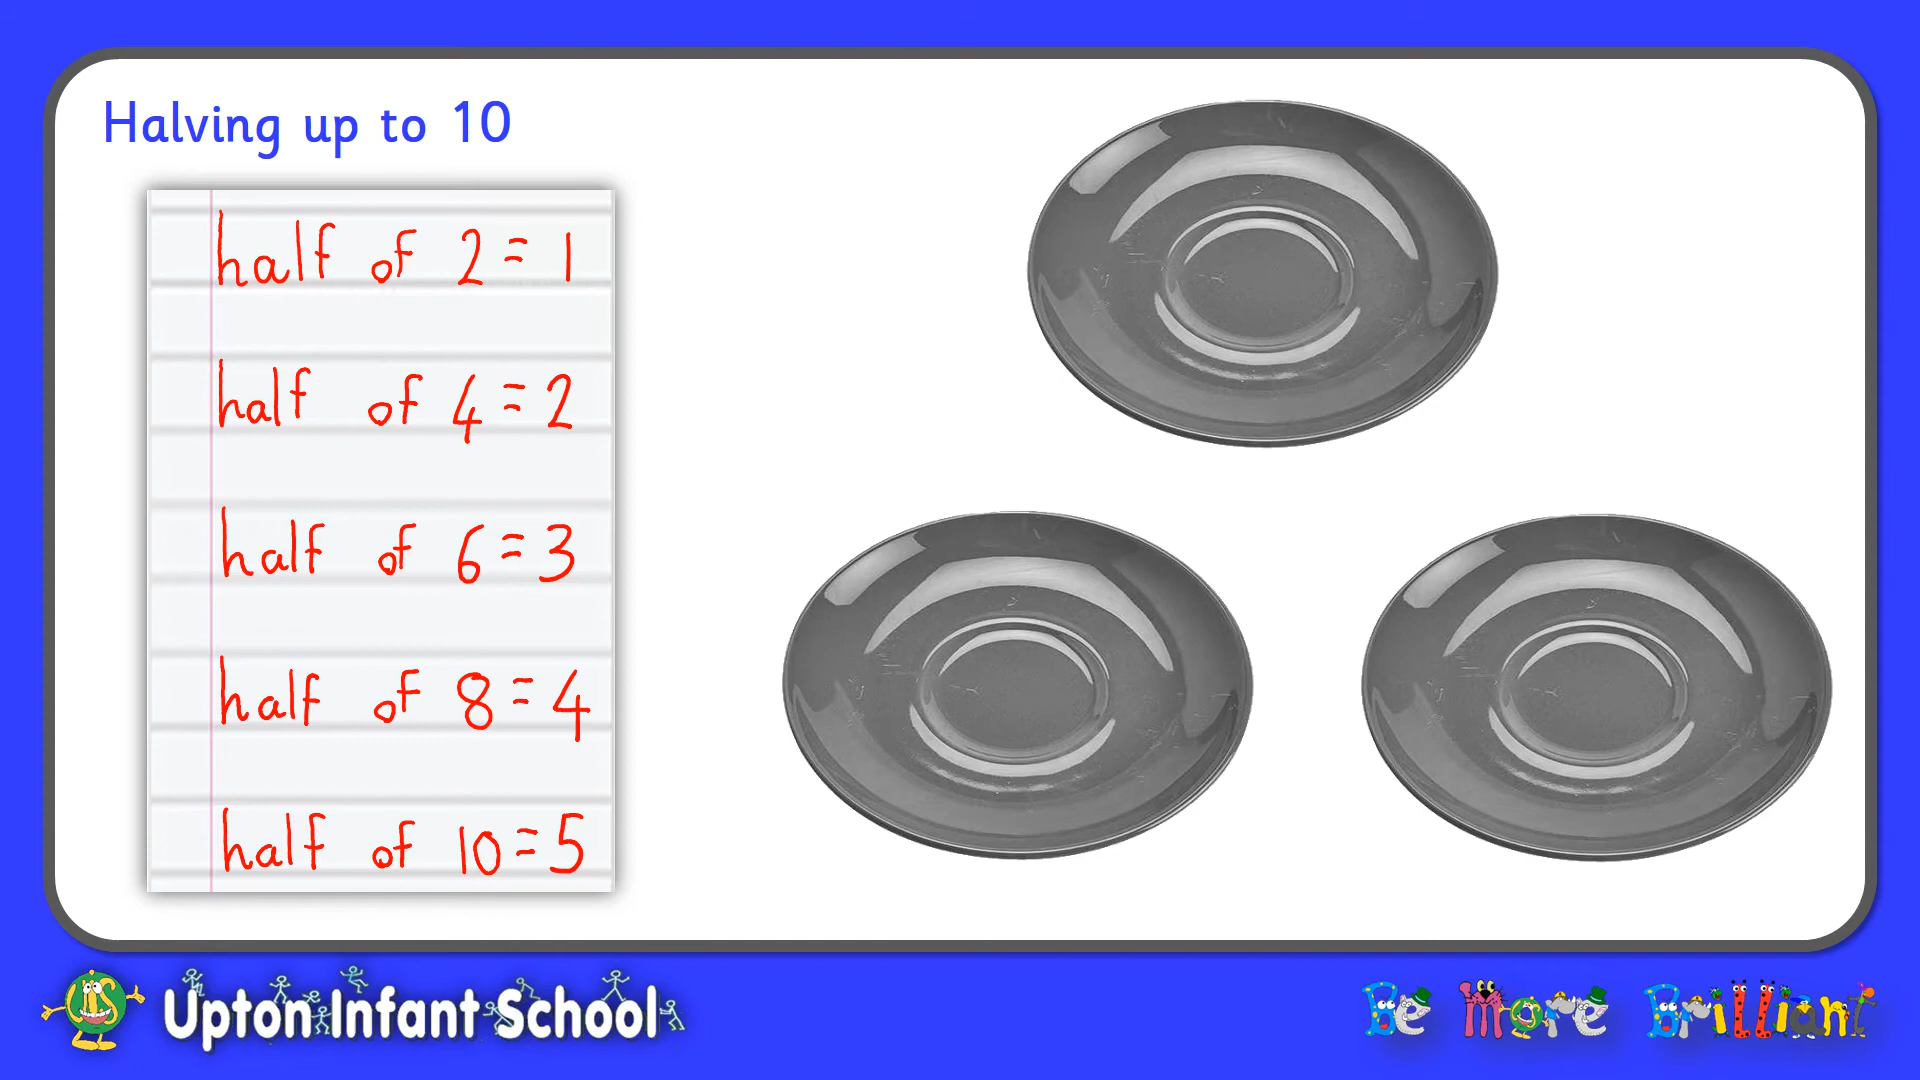 Halving up to 10
half of 2 = 1
half of 4 = 2
half of 6 = 3
half of 8 = 4
half of 10 = 5
UIS Upton Infant School
Be More Brilliant